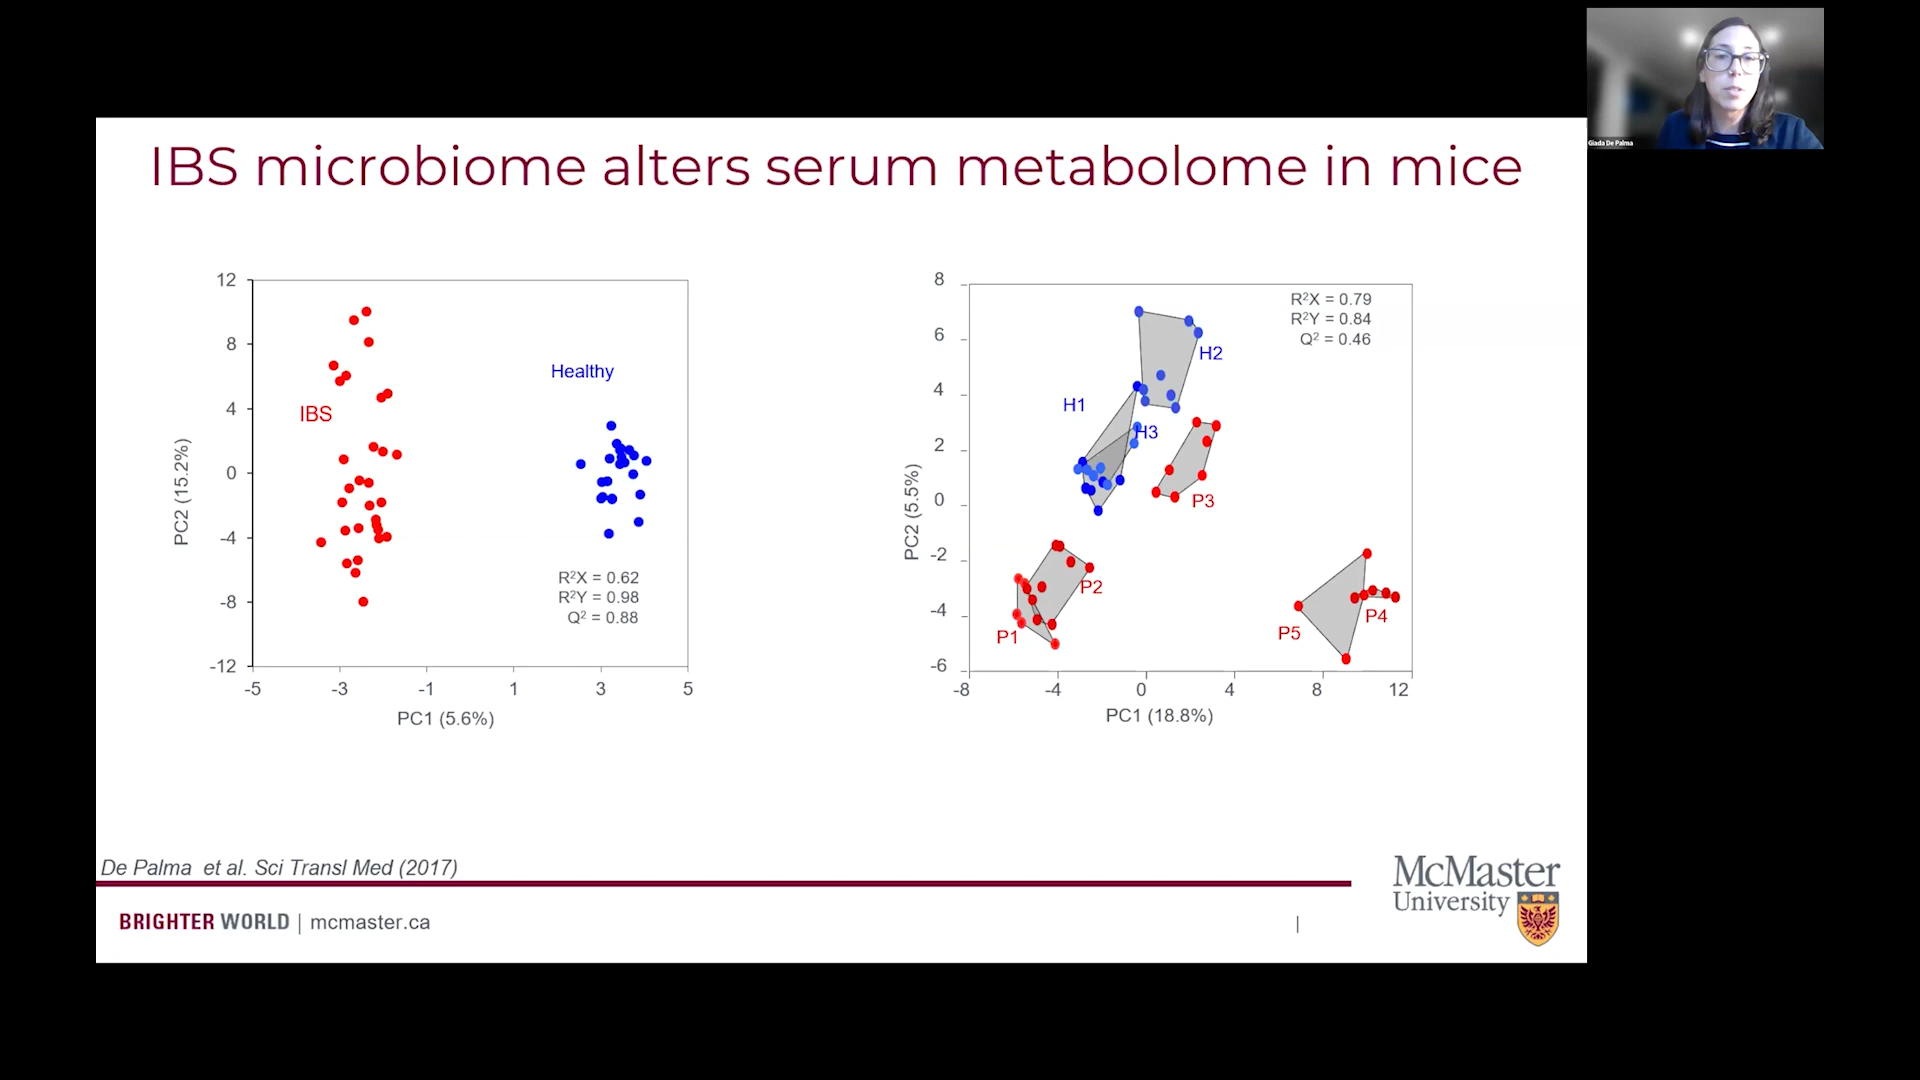 Giada De Palma
IBS microbiome alters serum metabolome in mice
12
8
4
0
-4
-8
-12
-5
-3
-1
1
3
5
PC2 (15.2%)
PC1 (5.6%)
IBS
Healthy
R²X = 0.62
R²Y = 0.98
Q² = 0.88
8
6
4
2
0
-2
-4
-6
-8
-4
0
4
8
12
PC2 (5.5%)
PC1 (18.8%)
R²X = 0.79
R²Y = 0.84
Q² = 0.46
H2
H1
H3
P3
P2
P1
P5
P4
De Palma et al. Sci Transl Med (2017)
BRIGHTER WORLD | mcmaster.ca
|
McMaster
University